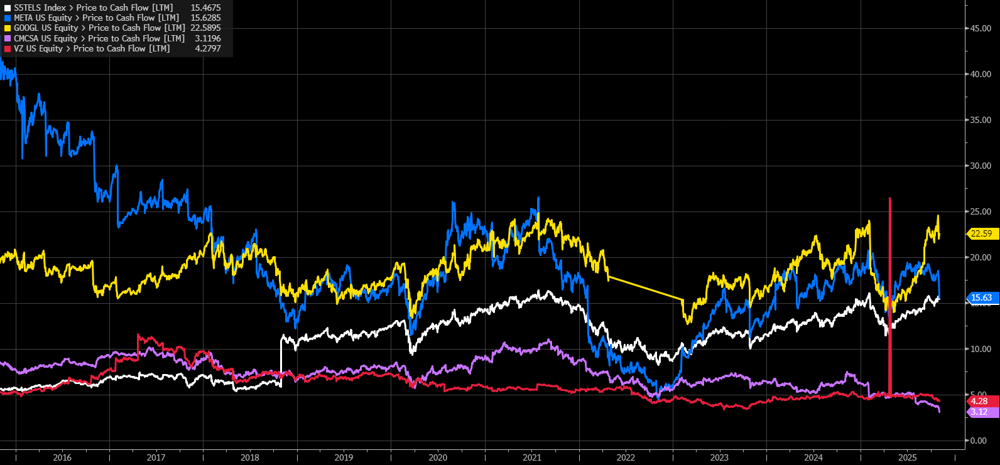 S5TELS Index > Price to Cash Flow [LTM] 15.4675
META US Equity > Price to Cash Flow [LTM] 15.6285
GOOGL US Equity > Price to Cash Flow [LTM] 22.5895
CMCSA US Equity > Price to Cash Flow [LTM] 3.1196
VZ US Equity > Price to Cash Flow [LTM] 4.2797
45.00
40.00
35.00
30.00
25.00
22.59
20.00
15.63
15.00
10.00
5.00
4.28
3.12
0.00
2016 2017 2018 2019 2020 2021 2022 2023 2024 2025